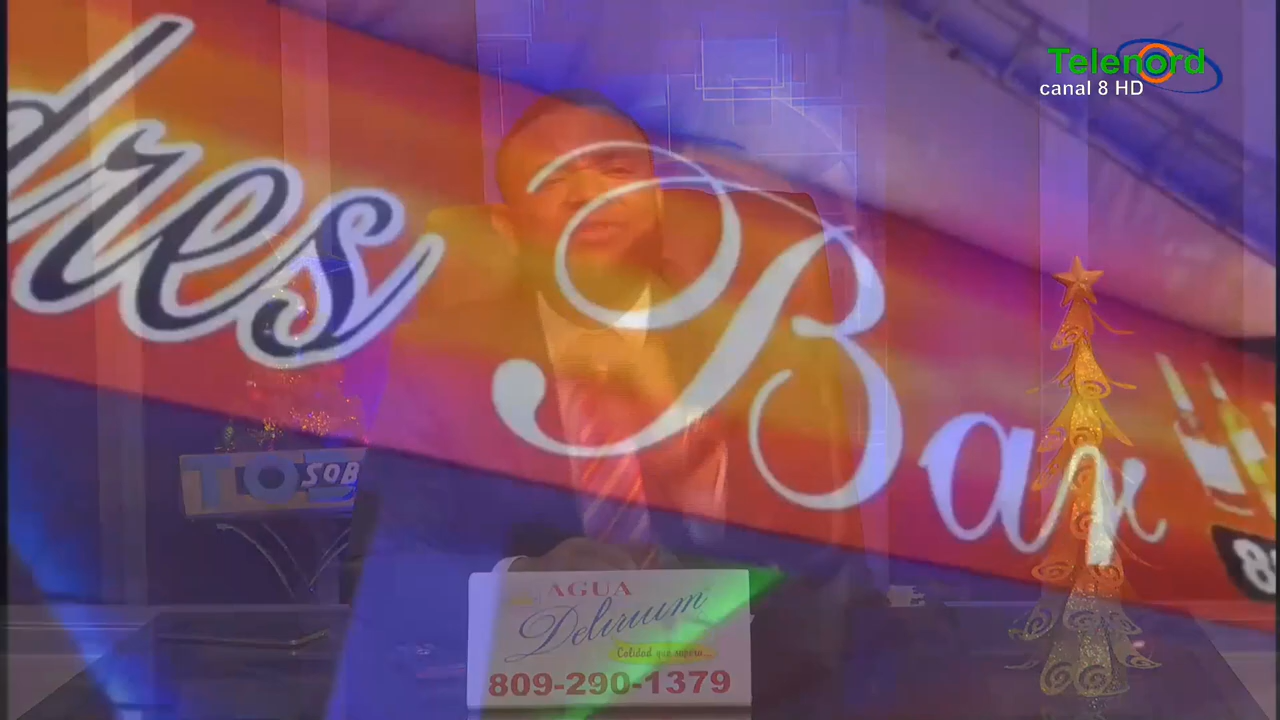 Telenord
canal 8 HD
dres Bar
TO
SOB
AGUA
Delirium
Calidad que supera...
809-290-1379